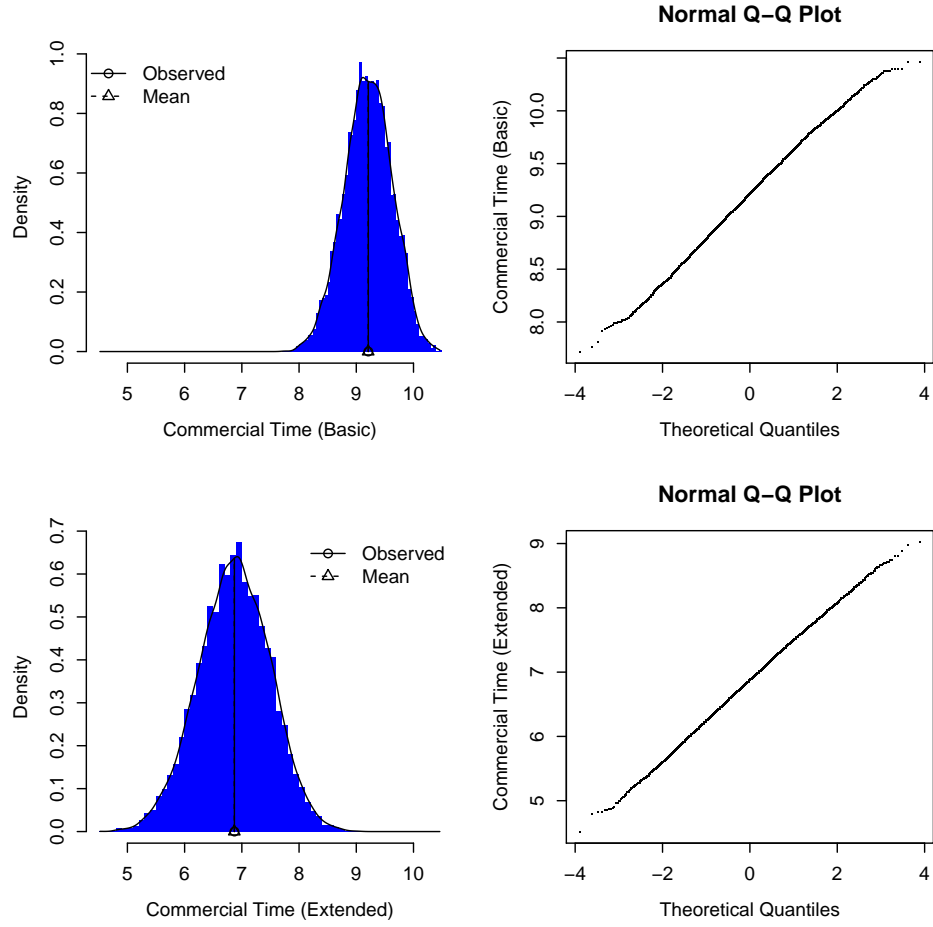 Normal Q−Q Plot
Observed
Mean
Density
0.0 0.2 0.4 0.6 0.8 1.0
5 6 7 8 9 10
Commercial Time (Basic)
Commercial Time (Basic)
8.0 8.5 9.0 9.5 10.0
−4 −2 0 2 4
Theoretical Quantiles
Normal Q−Q Plot
Observed
Mean
Density
0.0 0.1 0.2 0.3 0.4 0.5 0.6 0.7
5 6 7 8 9 10
Commercial Time (Extended)
Commercial Time (Extended)
5 6 7 8 9
−4 −2 0 2 4
Theoretical Quantiles